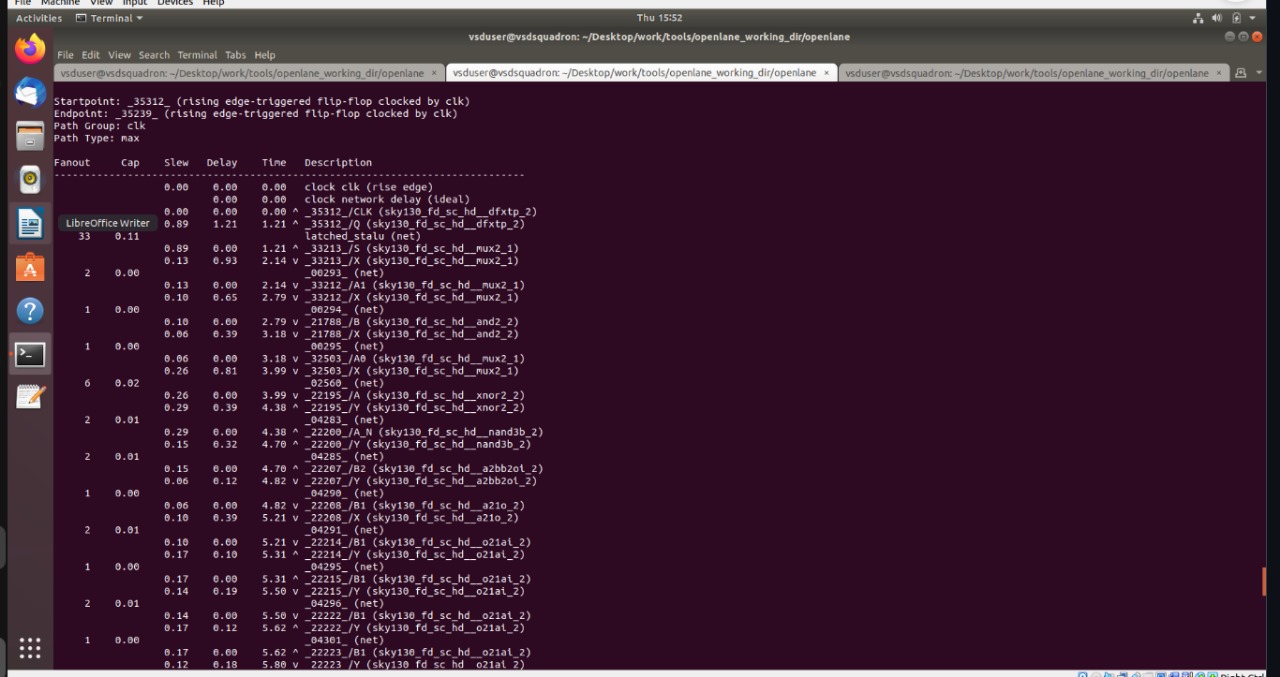 File Machine View Input Devices Help
Activities Terminal Thu 15:52
vsduser@vsdsquadron: ~/Desktop/work/tools/openlane_working_dir/openlane
File Edit View Search Terminal Tabs Help
vsduser@vsdsquadron: ~/Desktop/work/tools/openlane_working_dir/openlane × vsduser@vsdsquadron: ~/Desktop/work/tools/openlane_working_dir/openlane × vsduser@vsdsquadron: ~/Desktop/work/tools/openlane_working_dir/openlane ×
Startpoint: _35312_ (rising edge-triggered flip-flop clocked by clk)
Endpoint: _35239_ (rising edge-triggered flip-flop clocked by clk)
Path Group: clk
Path Type: max
Fanout Cap Slew Delay Time Description
-----------------------------------------------------------------------------
0.00 0.00 0.00 clock clk (rise edge)
0.00 0.00 clock network delay (ideal)
0.00 0.00 0.00 ^ _35312_/CLK (sky130_fd_sc_hd__dfxtp_2)
LibreOffice Writer 0.89 1.21 1.21 ^ _35312_/Q (sky130_fd_sc_hd__dfxtp_2)
33 0.11 latched_stalu (net)
0.89 0.00 1.21 ^ _33213_/S (sky130_fd_sc_hd__mux2_1)
0.13 0.93 2.14 v _33213_/X (sky130_fd_sc_hd__mux2_1)
2 0.00 _00293_ (net)
0.13 0.00 2.14 v _33212_/A1 (sky130_fd_sc_hd__mux2_1)
0.10 0.65 2.79 v _33212_/X (sky130_fd_sc_hd__mux2_1)
1 0.00 _00294_ (net)
0.10 0.00 2.79 v _21788_/B (sky130_fd_sc_hd__and2_2)
0.06 0.39 3.18 v _21788_/X (sky130_fd_sc_hd__and2_2)
1 0.00 _00295_ (net)
0.06 0.00 3.18 v _32503_/A0 (sky130_fd_sc_hd__mux2_1)
0.26 0.81 3.99 v _32503_/X (sky130_fd_sc_hd__mux2_1)
6 0.02 _02560_ (net)
0.26 0.00 3.99 v _22195_/A (sky130_fd_sc_hd__xnor2_2)
0.29 0.39 4.38 ^ _22195_/Y (sky130_fd_sc_hd__xnor2_2)
2 0.01 _04283_ (net)
0.29 0.00 4.38 ^ _22200_/A_N (sky130_fd_sc_hd__nand3b_2)
0.15 0.32 4.70 ^ _22200_/Y (sky130_fd_sc_hd__nand3b_2)
2 0.01 _04285_ (net)
0.15 0.00 4.70 ^ _22207_/B2 (sky130_fd_sc_hd__a2bb2oi_2)
0.06 0.12 4.82 v _22207_/Y (sky130_fd_sc_hd__a2bb2oi_2)
1 0.00 _04290_ (net)
0.06 0.00 4.82 v _22208_/B1 (sky130_fd_sc_hd__a21o_2)
0.10 0.39 5.21 v _22208_/X (sky130_fd_sc_hd__a21o_2)
2 0.01 _04291_ (net)
0.10 0.00 5.21 v _22214_/B1 (sky130_fd_sc_hd__o21ai_2)
0.17 0.10 5.31 ^ _22214_/Y (sky130_fd_sc_hd__o21ai_2)
1 0.00 _04295_ (net)
0.17 0.00 5.31 ^ _22215_/B1 (sky130_fd_sc_hd__o21ai_2)
0.14 0.19 5.50 v _22215_/Y (sky130_fd_sc_hd__o21ai_2)
2 0.01 _04296_ (net)
0.14 0.00 5.50 v _22222_/B1 (sky130_fd_sc_hd__o21ai_2)
0.17 0.12 5.62 ^ _22222_/Y (sky130_fd_sc_hd__o21ai_2)
1 0.00 _04301_ (net)
0.17 0.00 5.62 ^ _22223_/B1 (sky130_fd_sc_hd__o21ai_2)
0.12 0.18 5.80 v _22223_/Y (sky130_fd_sc_hd__o21ai_2)
Right Ctrl